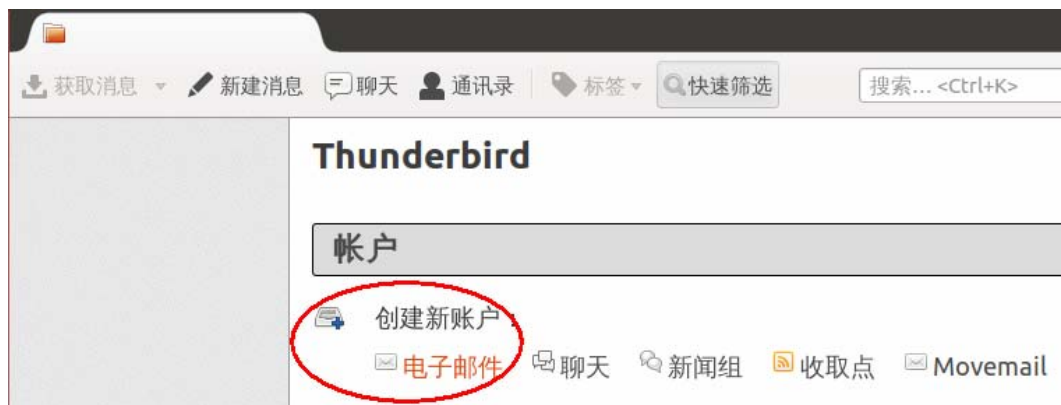 获取消息 新建消息 聊天 通讯录 标签 快速筛选 搜索... <Ctrl+K>
Thunderbird
帐户
创建新账户：
电子邮件 聊天 新闻组 收取点 Movemail